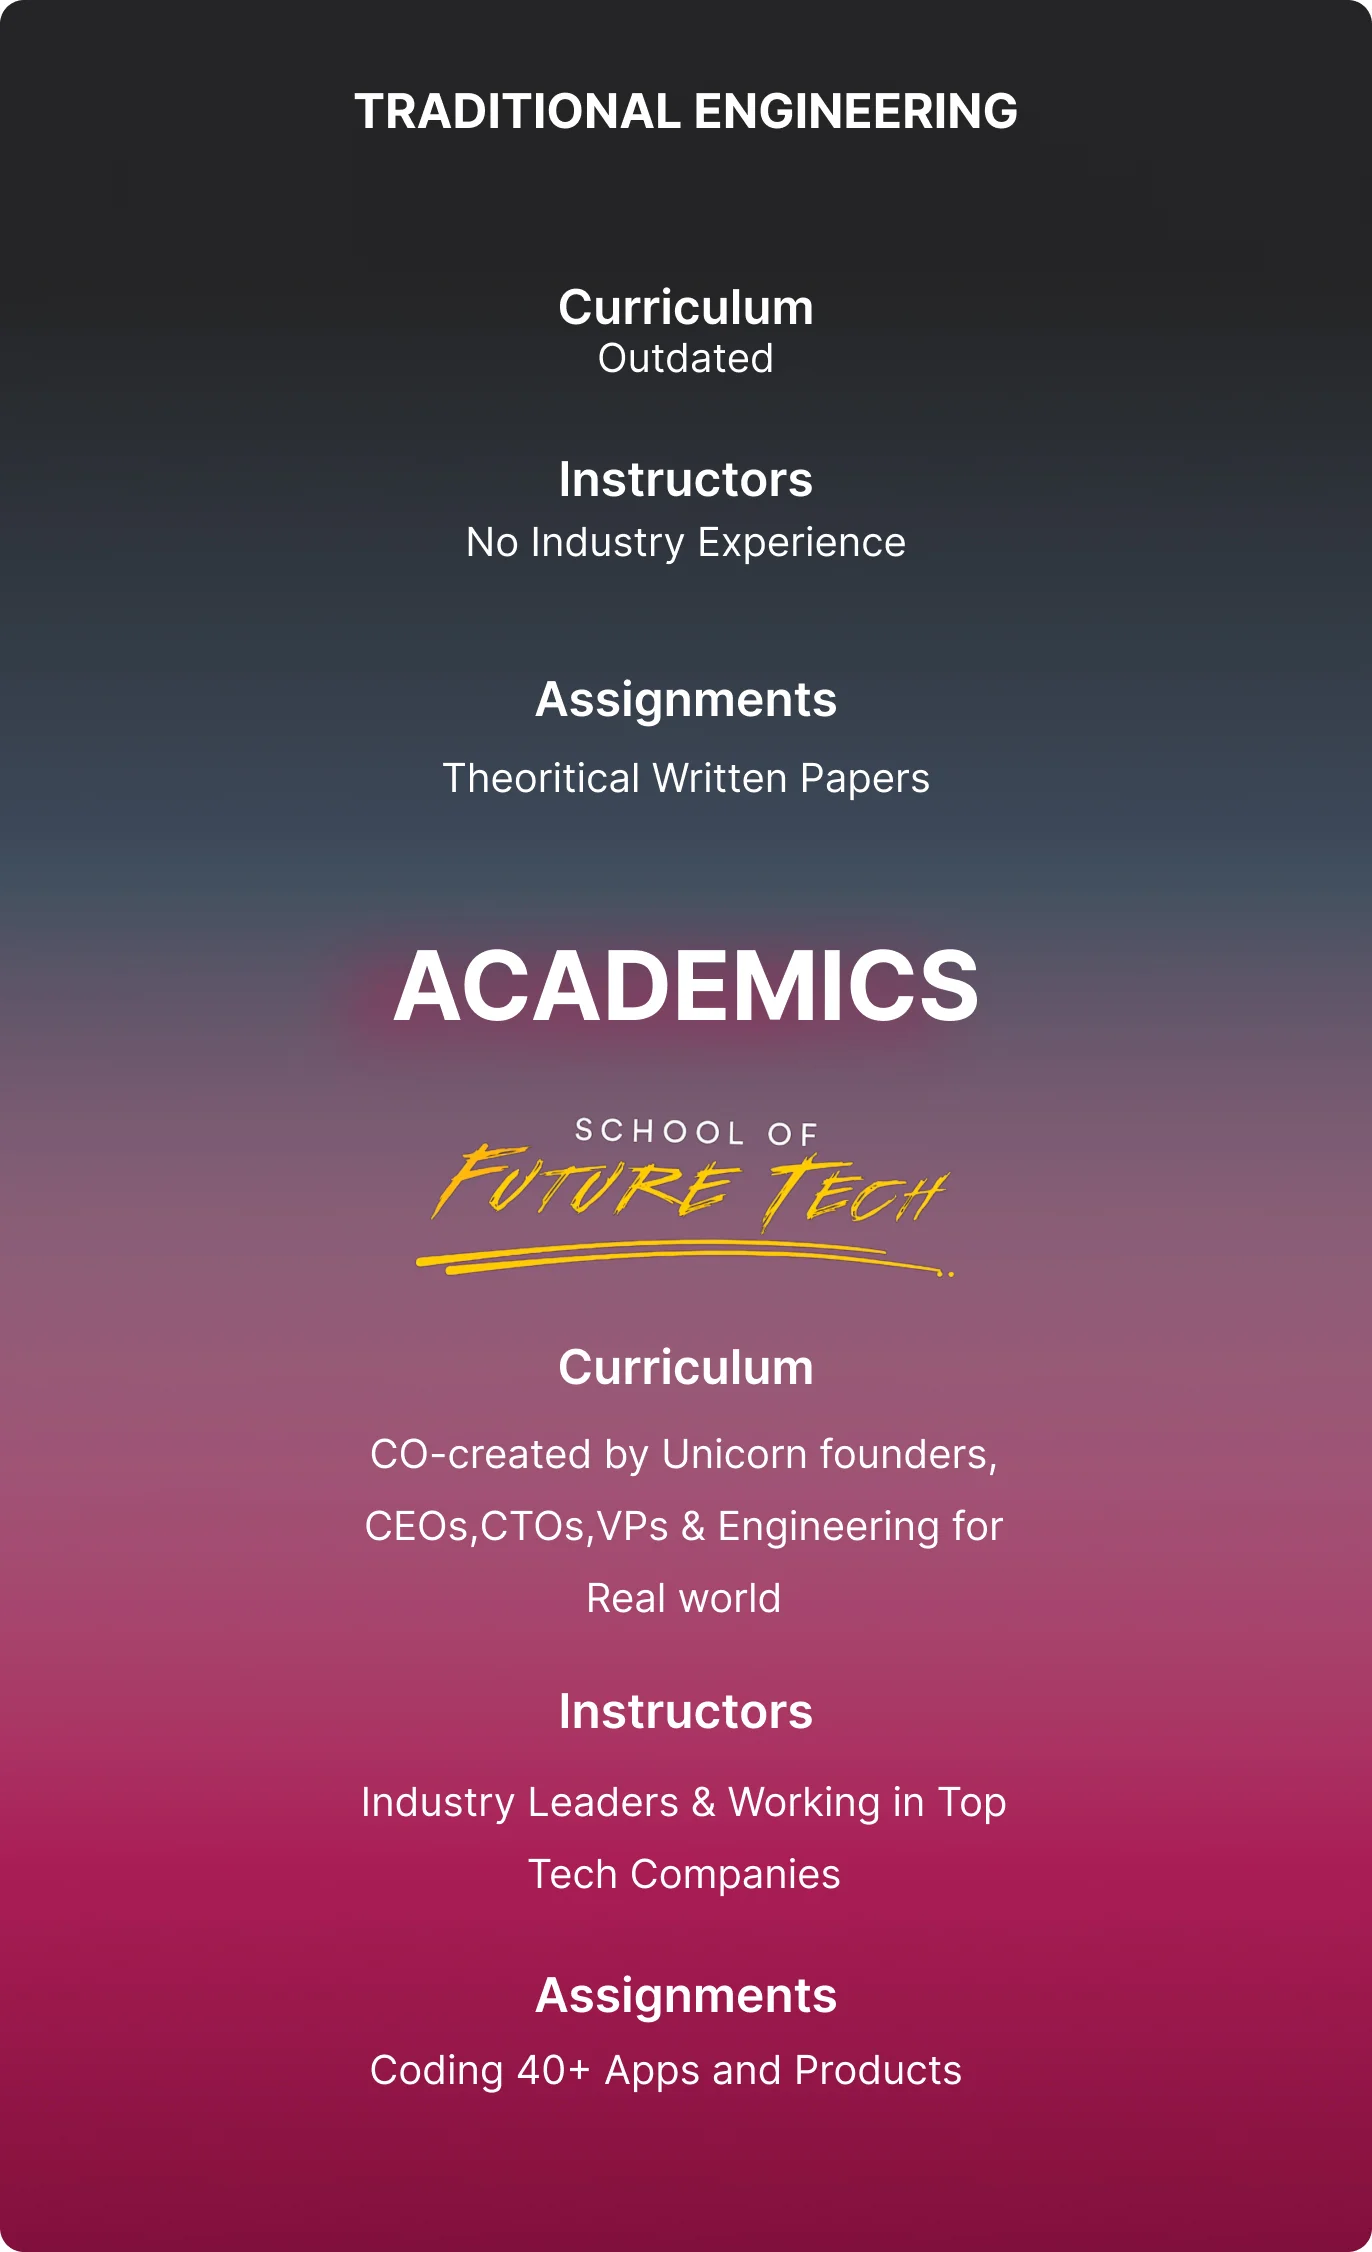 TRADITIONAL ENGINEERING
Curriculum
Outdated
Instructors
No Industry Experience
Assignments
Theoritical Written Papers
ACADEMICS
SCHOOL OF
FUTURE TECH
Curriculum
CO-created by Unicorn founders,
CEOs,CTOs,VPs & Engineering for
Real world
Instructors
Industry Leaders & Working in Top
Tech Companies
Assignments
Coding 40+ Apps and Products